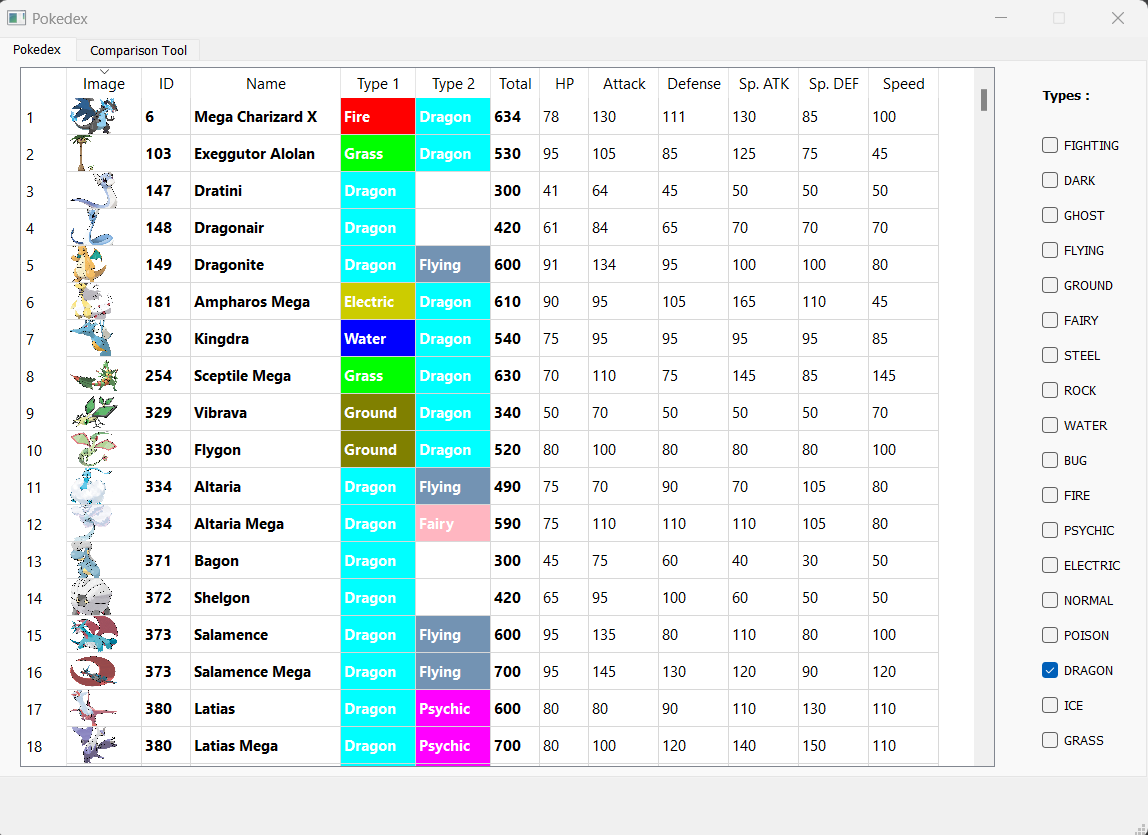 Pokedex
Pokedex Comparison Tool
Image ID Name Type 1 Type 2 Total HP Attack Defense Sp. ATK Sp. DEF Speed
1 6 Mega Charizard X Fire Dragon 634 78 130 111 130 85 100
2 103 Exeggutor Alolan Grass Dragon 530 95 105 85 125 75 45
3 147 Dratini Dragon 300 41 64 45 50 50 50
4 148 Dragonair Dragon 420 61 84 65 70 70 70
5 149 Dragonite Dragon Flying 600 91 134 95 100 100 80
6 181 Ampharos Mega Electric Dragon 610 90 95 105 165 110 45
7 230 Kingdra Water Dragon 540 75 95 95 95 95 85
8 254 Sceptile Mega Grass Dragon 630 70 110 75 145 85 145
9 329 Vibrava Ground Dragon 340 50 70 50 50 50 70
10 330 Flygon Ground Dragon 520 80 100 80 80 80 100
11 334 Altaria Dragon Flying 490 75 70 90 70 105 80
12 334 Altaria Mega Dragon Fairy 590 75 110 110 110 105 80
13 371 Bagon Dragon 300 45 75 60 40 30 50
14 372 Shelgon Dragon 420 65 95 100 60 50 50
15 373 Salamence Dragon Flying 600 95 135 80 110 80 100
16 373 Salamence Mega Dragon Flying 700 95 145 130 120 90 120
17 380 Latias Dragon Psychic 600 80 80 90 110 130 110
18 380 Latias Mega Dragon Psychic 700 80 100 120 140 150 110
Types :
FIGHTING
DARK
GHOST
FLYING
GROUND
FAIRY
STEEL
ROCK
WATER
BUG
FIRE
PSYCHIC
ELECTRIC
NORMAL
POISON
DRAGON
ICE
GRASS